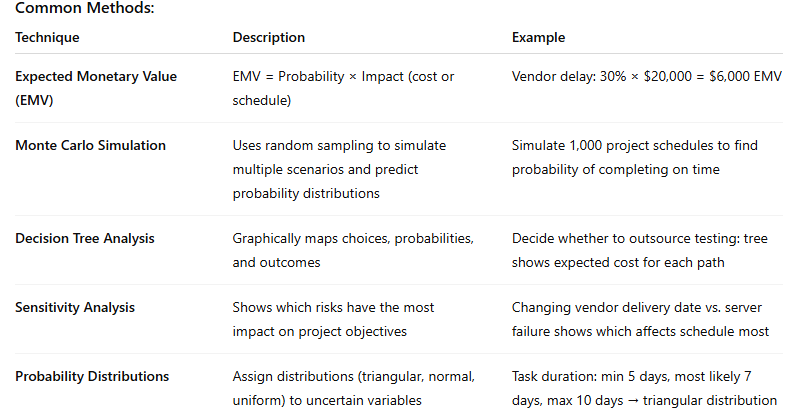 Common Methods:
Technique Description Example
Expected Monetary Value EMV = Probability × Impact (cost or Vendor delay: 30% × $20,000 = $6,000 EMV
(EMV) schedule)
Monte Carlo Simulation Uses random sampling to simulate Simulate 1,000 project schedules to find
multiple scenarios and predict probability of completing on time
probability distributions
Decision Tree Analysis Graphically maps choices, probabilities, Decide whether to outsource testing: tree
and outcomes shows expected cost for each path
Sensitivity Analysis Shows which risks have the most Changing vendor delivery date vs. server
impact on project objectives failure shows which affects schedule most
Probability Distributions Assign distributions (triangular, normal, Task duration: min 5 days, most likely 7
uniform) to uncertain variables days, max 10 days → triangular distribution